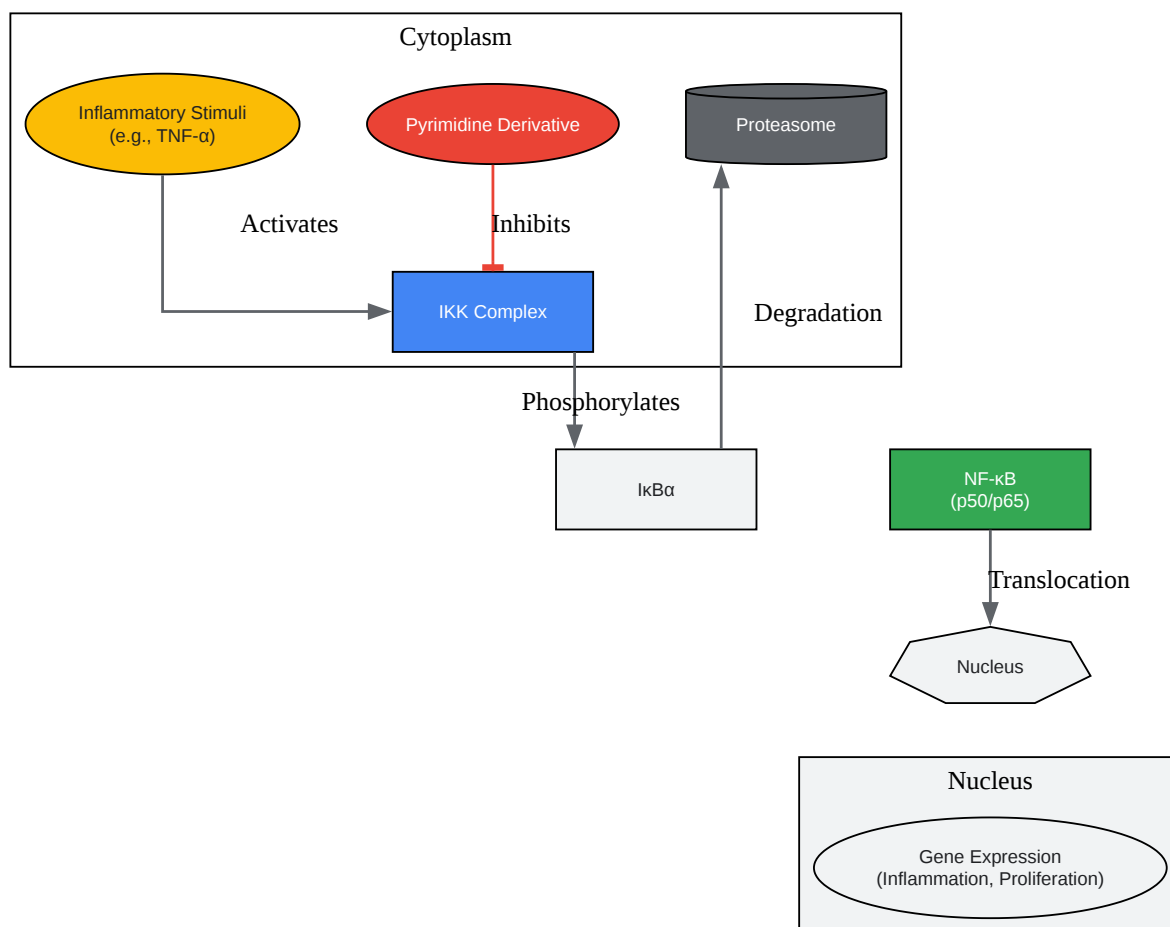 Cytoplasm
Inflammatory Stimuli
(e.g., TNF-α)
Pyrimidine Derivative
Proteasome
Activates
Inhibits
IKK Complex
Degradation
Phosphorylates
IκBα
NF-κB
(p50/p65)
Translocation
Nucleus
Nucleus
Gene Expression
(Inflammation, Proliferation)